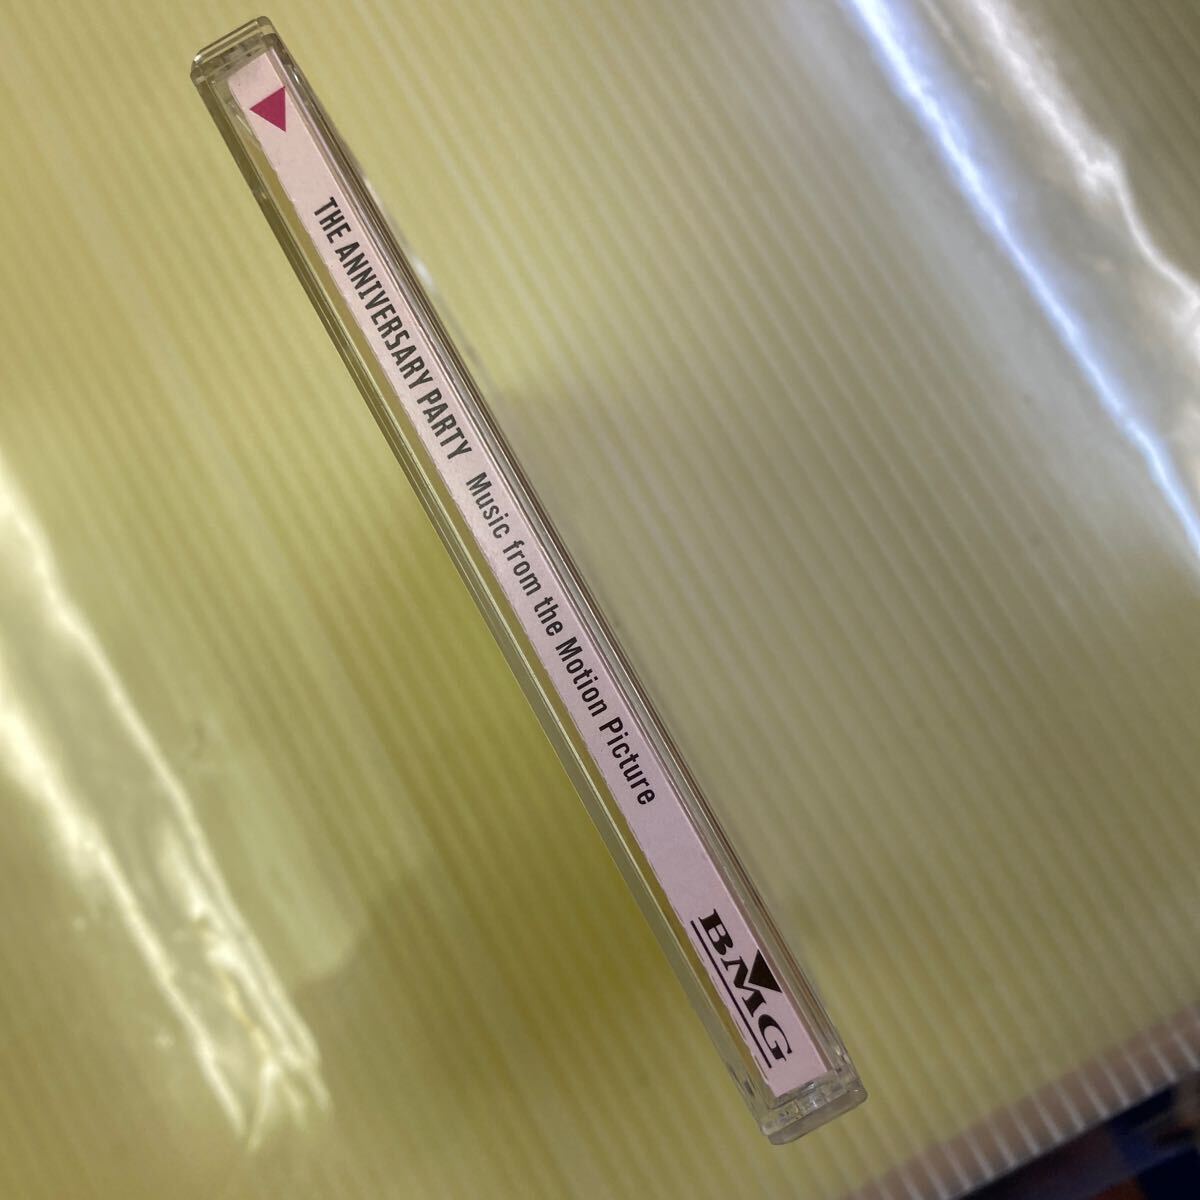 THE ANNIVERSARY PARTY Music from the Motion Picture
BMG